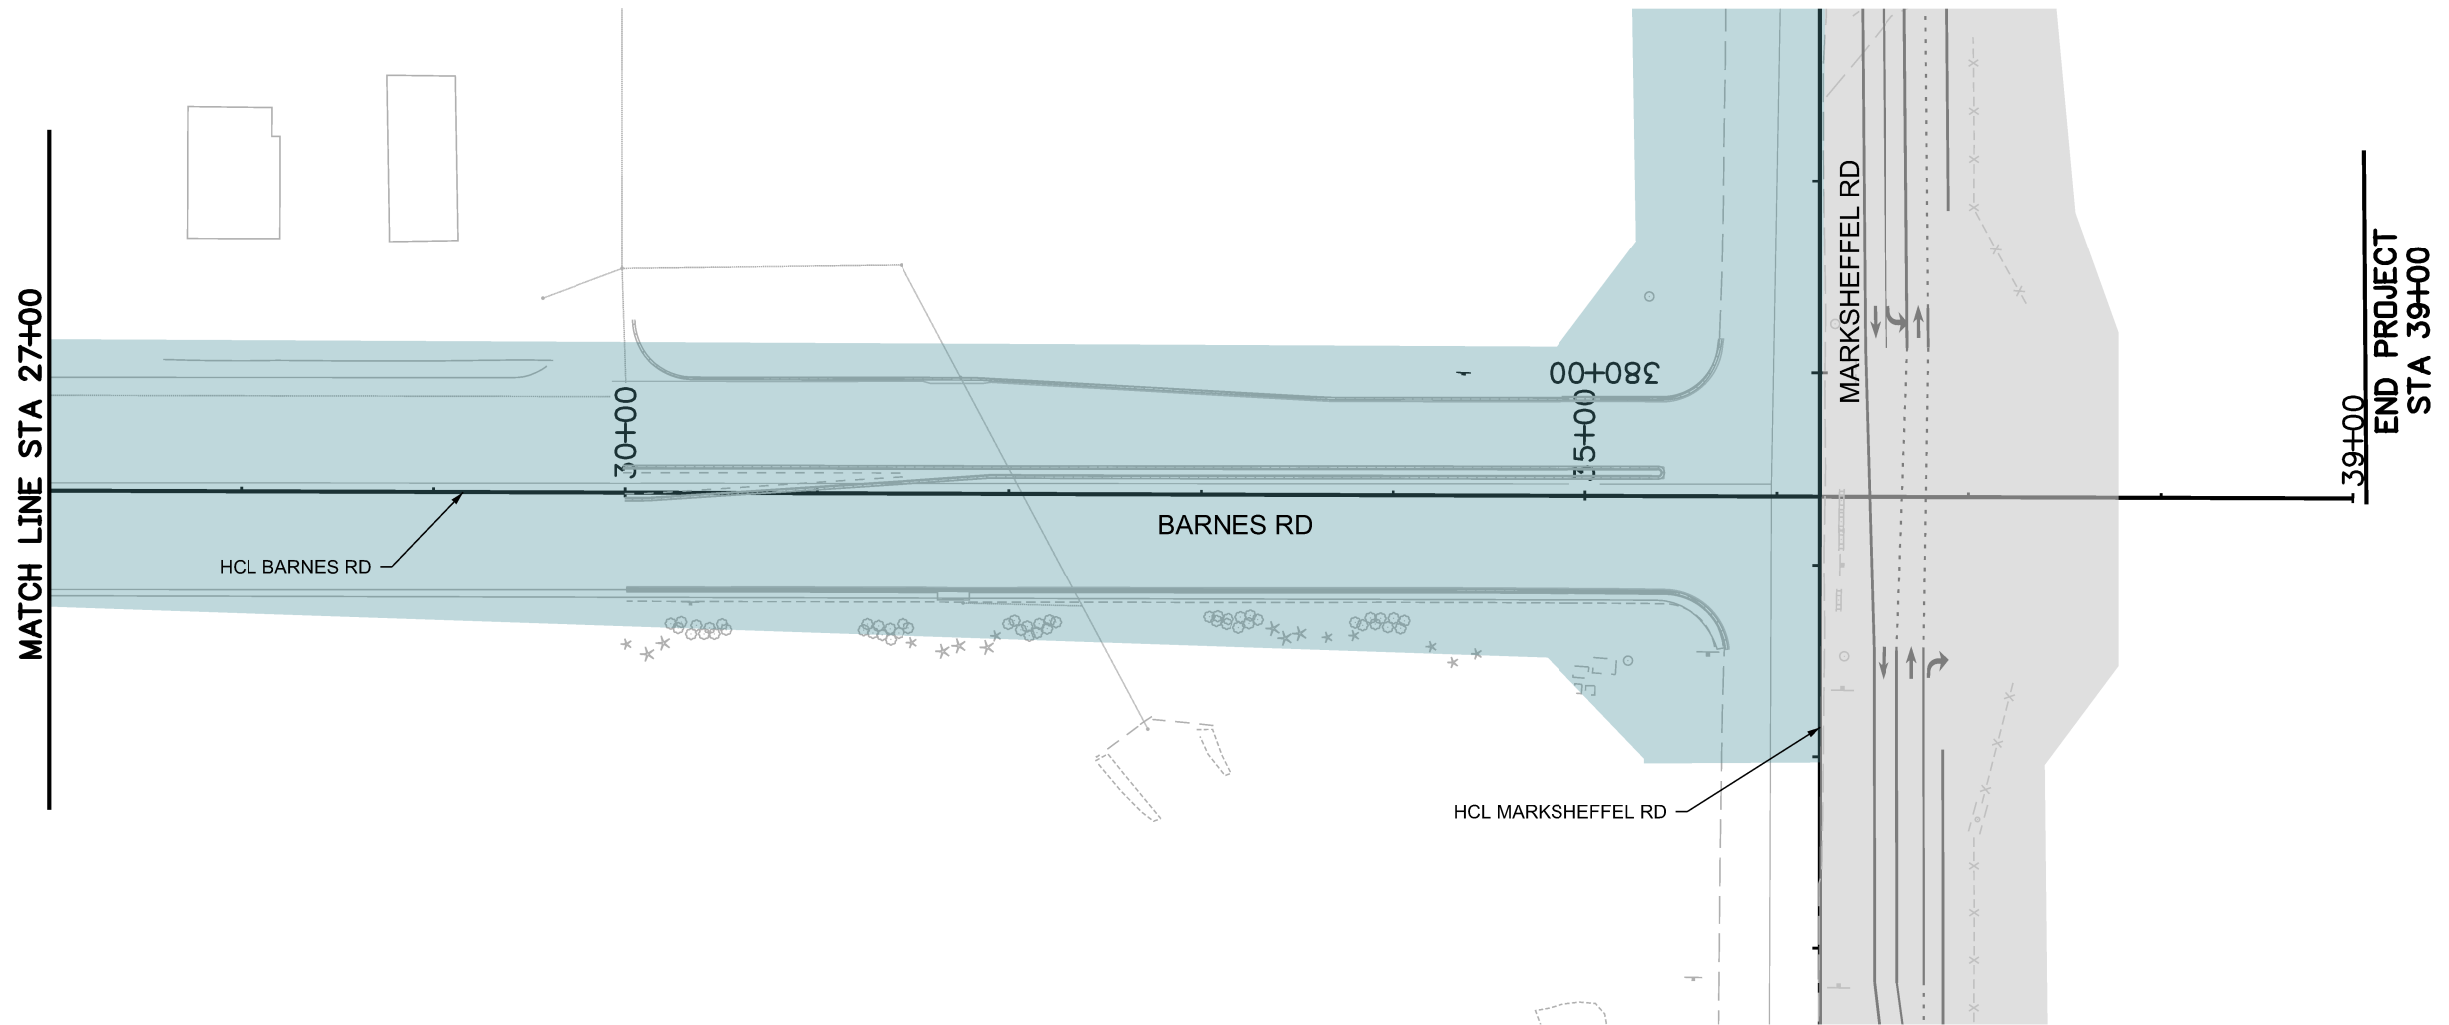 MATCH LINE STA 27+00
30+00
35+00
380+00
MARKSHEFFEL RD
39+00
END PROJECT
STA 39+00
BARNES RD
HCL BARNES RD
HCL MARKSHEFFEL RD